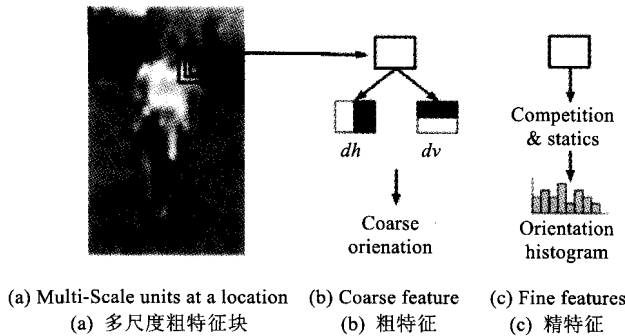 dh dv
Coarse
orienation
Competition
& statics
Orientation
histogram
(a) Multi-Scale units at a location (b) Coarse feature (c) Fine features
(a) 多尺度粗特征块 (b) 粗特征 (c) 精特征